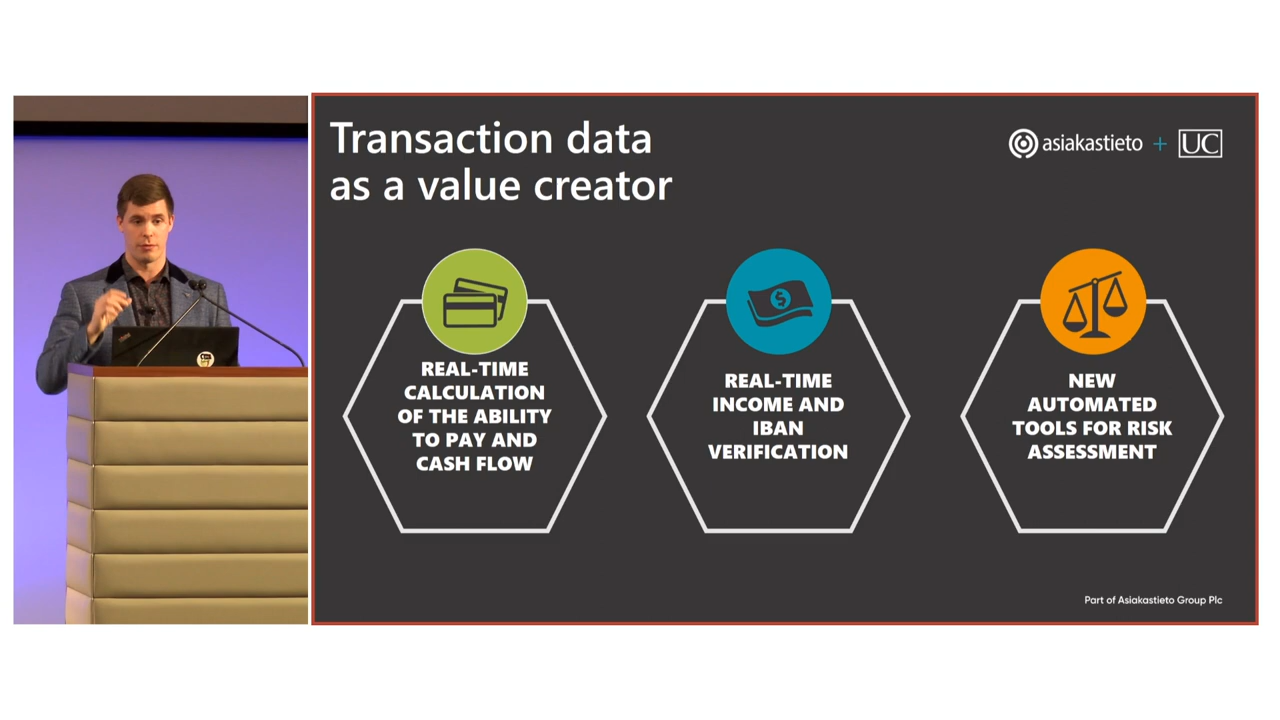 Transaction data
as a value creator
asiakastieto + UC
REAL-TIME
CALCULATION
OF THE ABILITY
TO PAY AND
CASH FLOW
REAL-TIME
INCOME AND
IBAN
VERIFICATION
NEW
AUTOMATED
TOOLS FOR RISK
ASSESSMENT
Part of Asiakastieto Group Plc